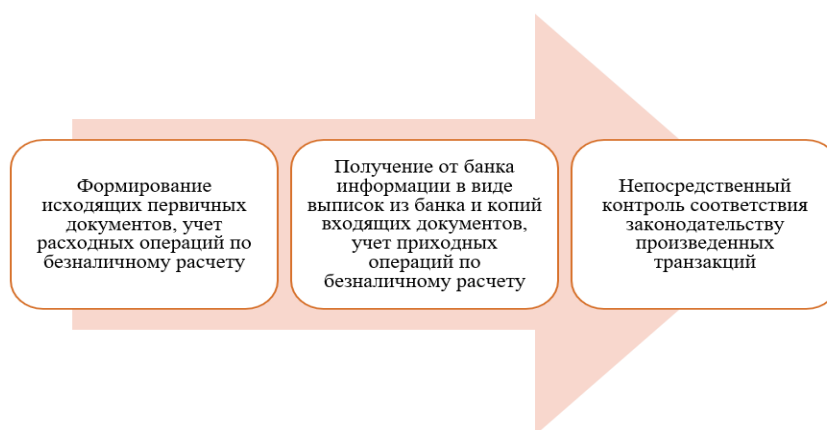 Формирование
исходящих первичных
документов, учет
расходных операций по
безналичному расчету
Получение от банка
информации в виде
выписок из банка и копий
входящих документов,
учет приходных
операций по
безналичному расчету
Непосредственный
контроль соответствия
законодательству
произведенных
транзакций